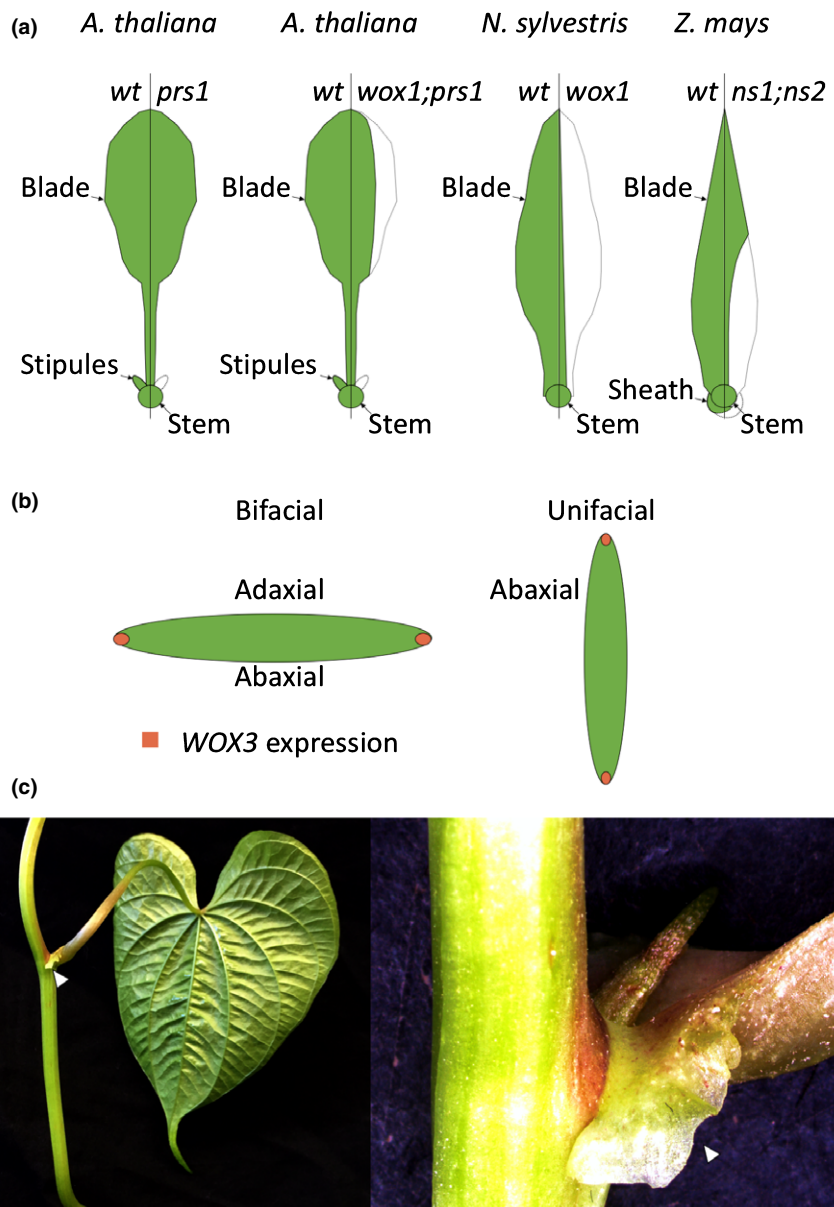 (a) A. thaliana A. thaliana N. sylvestris Z. mays
wt prs1 wt wox1;prs1 wt wox1 wt ns1;ns2
Blade Blade Blade Blade
Stipules Stipules
Sheath
Stem Stem Stem Stem
(b)
Bifacial Unifacial
Adaxial Abaxial
Abaxial
WOX3 expression
(c)